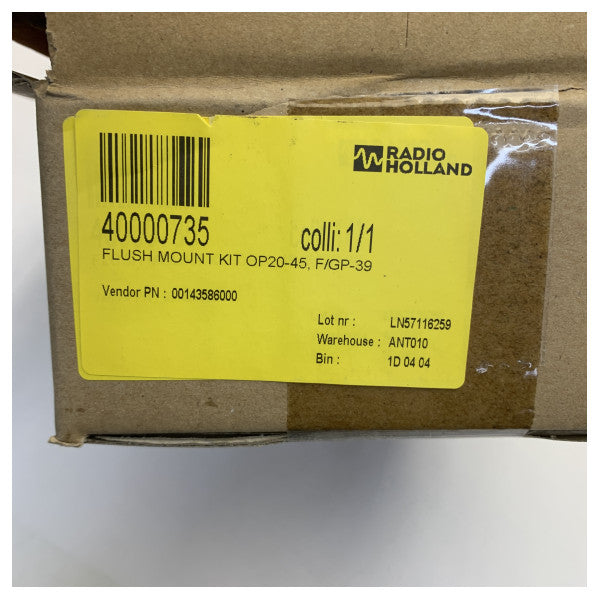 RADIO
HOLLAND
40000735 colli: 1/1
FLUSH MOUNT KIT OP20-45, F/GP-39
Vendor PN : 00143586000
Lot nr : LN57116259
Warehouse : ANT010
Bin : 1D 04 04